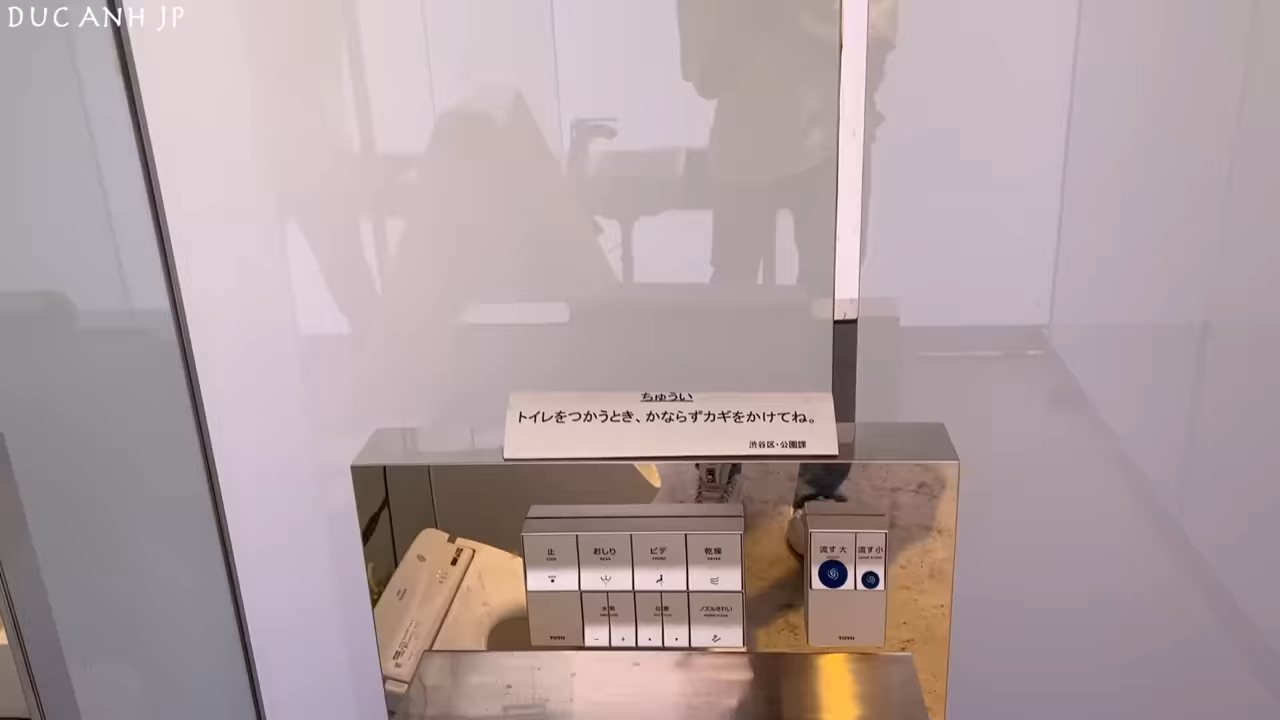 DUC ANH JP
ちゅうい
トイレをつかうとき、かならずカギをかけてね。
渋谷区・公園課
止
おしり
ビデ
乾燥
流す 大
流す 小
水勢
位置
ノズルきれい
- +
TOTO
TOTO